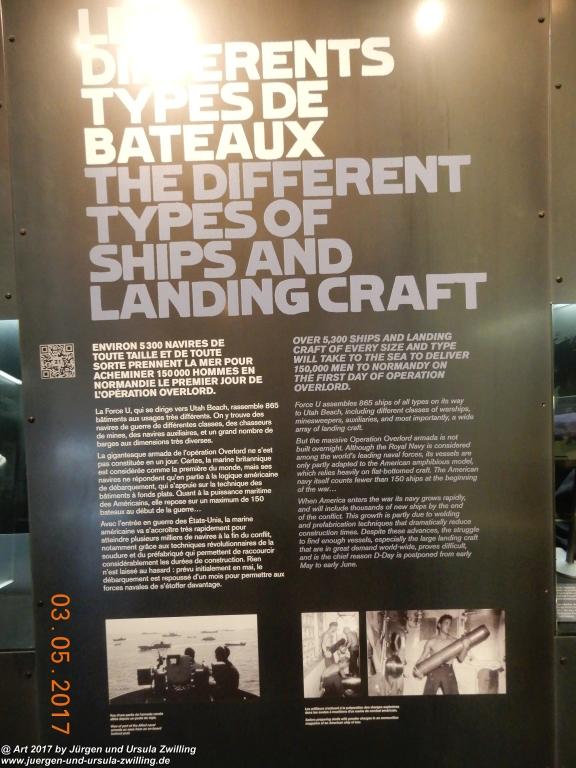 DIFFÉRENTS
TYPES DE
BATEAUX
THE DIFFERENT
TYPES OF
SHIPS AND
LANDING CRAFT
ENVIRON 5300 NAVIRES DE
TOUTE TAILLE ET DE TOUTE
SORTE PRENNENT LA MER POUR
ACHEMINER 150000 HOMMES EN
NORMANDIE LE PREMIER JOUR DE
L'OPÉRATION OVERLORD.
La Force U, qui se dirige vers Utah Beach, rassemble 865
bâtiments aux usages très différents. On y trouve des
navires de guerre de différentes classes, des chasseurs
de mines, des navires auxiliaires, et un grand nombre de
barges aux dimensions très diverses.
La gigantesque armada de l'opération Overlord ne s'est
pas constituée en un jour. Certes, la marine britannique
est considérée comme la première du monde, mais ses
navires ne répondent qu'en partie à la logique américaine
de débarquement, qui s'appuie sur la technique des
bâtiments à fonds plats. Quant à la puissance maritime
des Américains, elle repose sur un maximum de 150
bateaux au début de la guerre...
Avec l'entrée en guerre des États-Unis, la marine
américaine va s'accroître très rapidement pour
atteindre plusieurs milliers de navires à la fin du conflit,
notamment grâce aux techniques révolutionnaires de la
soudure et du préfabriqué qui permettent de raccourcir
considérablement les durées de construction. Rien
n'est laissé au hasard : prévu initialement en mai, le
débarquement est repoussé d'un mois pour permettre aux
forces navales de s'étoffer davantage.
OVER 5,300 SHIPS AND LANDING
CRAFT OF EVERY SIZE AND TYPE
WILL TAKE TO THE SEA TO DELIVER
150,000 MEN TO NORMANDY ON
THE FIRST DAY OF OPERATION
OVERLORD.
Force U assembles 865 ships of all types on its way
to Utah Beach, including different classes of warships,
minesweepers, auxiliaries, and most importantly, a wide
array of landing craft.
But the massive Operation Overlord armada is not
built overnight. Although the Royal Navy is considered
among the world's leading naval forces, its vessels are
only partly adapted to the American amphibious model,
which relies heavily on flat-bottomed craft. The American
navy itself counts fewer than 150 ships at the beginning
of the war...
When America enters the war its navy grows rapidly,
and will include thousands of new ships by the end
of the conflict. This growth is partly due to welding
and prefabrication techniques that dramatically reduce
construction times. Despite these advances, the struggle
to find enough vessels, especially the large landing craft
that are in great demand world-wide, proves difficult,
and is the chief reason D-Day is postponed from early
May to early June.
03.05.2017
@ Art 2017 by Jürgen und Ursula Zwilling
www.juergen-und-ursula-zwilling.de